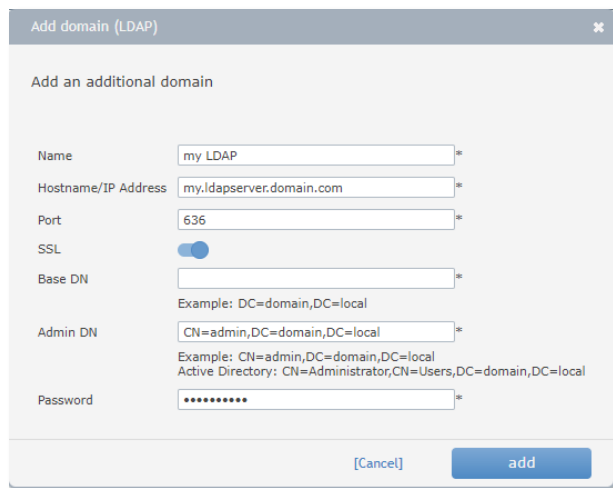 Add domain (LDAP)
Add an additional domain
Name my LDAP *
Hostname/IP Address my.ldapserver.domain.com *
Port 636 *
SSL
Base DN *
Example: DC=domain,DC=local
Admin DN CN=admin,DC=domain,DC=local *
Example: CN=admin,DC=domain,DC=local
Active Directory: CN=Administrator,CN=Users,DC=domain,DC=local
Password •••••••••• *
[Cancel] add